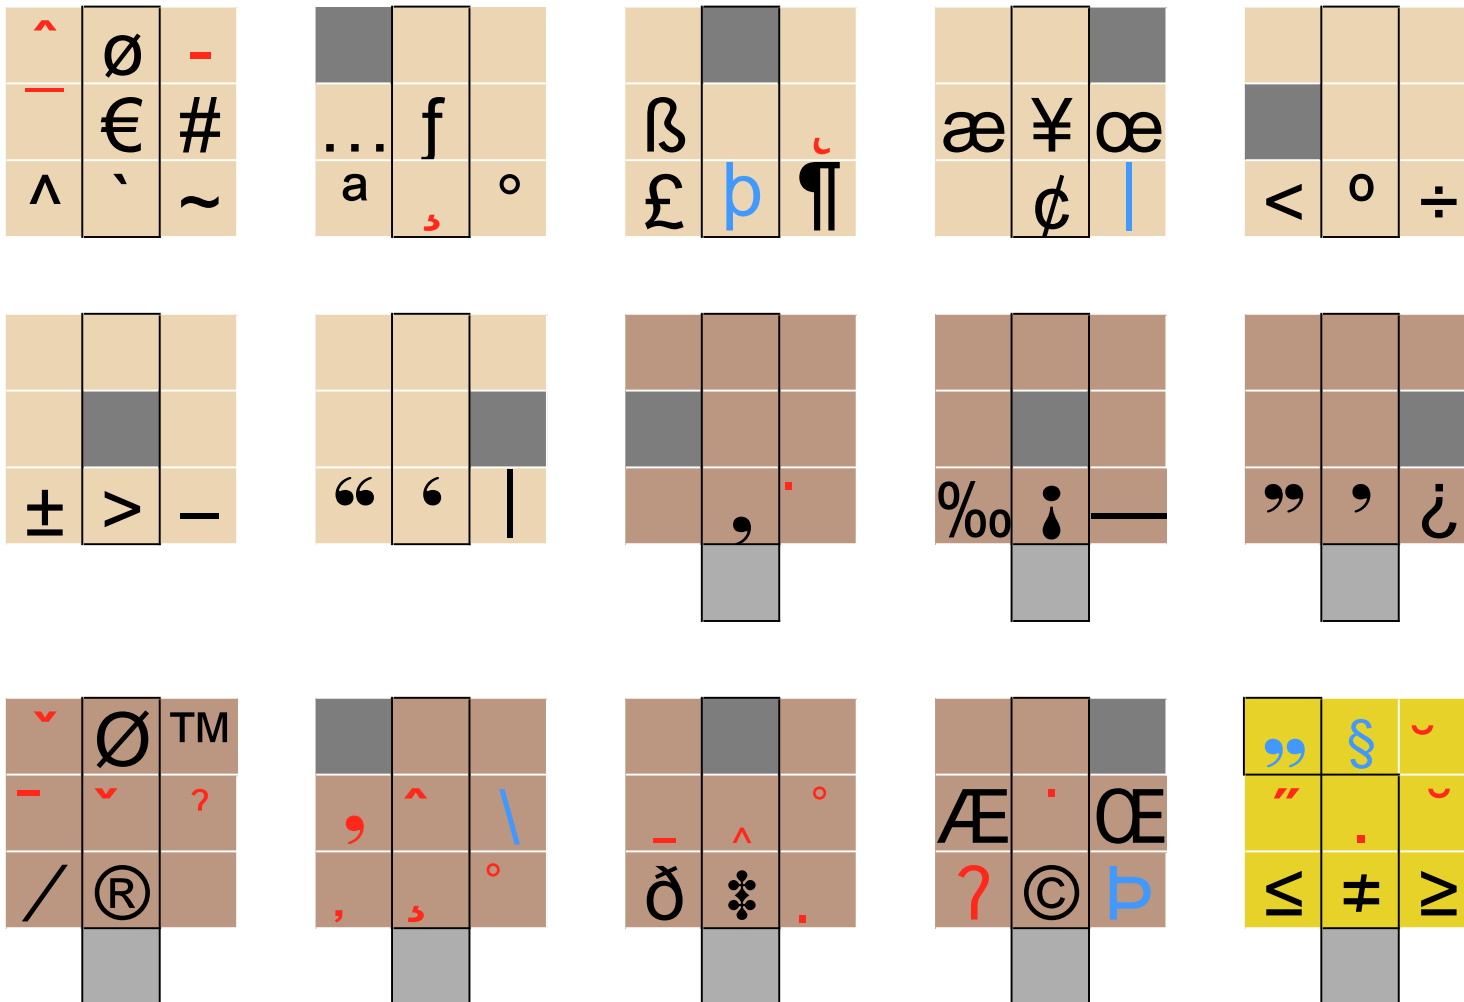 ˆ ø -
¯ € # … ƒ ß ˛ æ ¥ œ
^ ` ~ ª ¸ ° £ þ ¶ ¢ | < º ÷
± > – “ ‘ | , ˙ ‰ ¡ — ” ’ ¿
ˇ Ø ™ „ § ˘
¯ ˇ ʔ , ˆ \ ° Æ ˙ Œ ˝ . ˘
_ ^
/ ® , ¸ ° ð ‡ . ʔ © Þ ≤ ≠ ≥